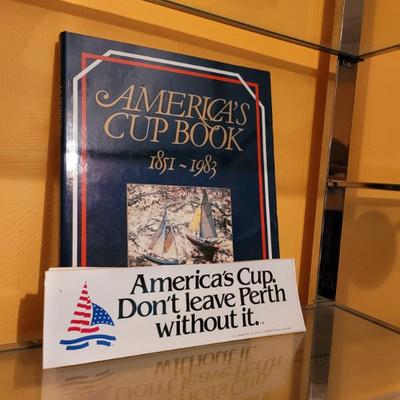 AMERICA'S
CUP BOOK
1851 ~ 1983
America's Cup,
Don't leave Perth
without it.